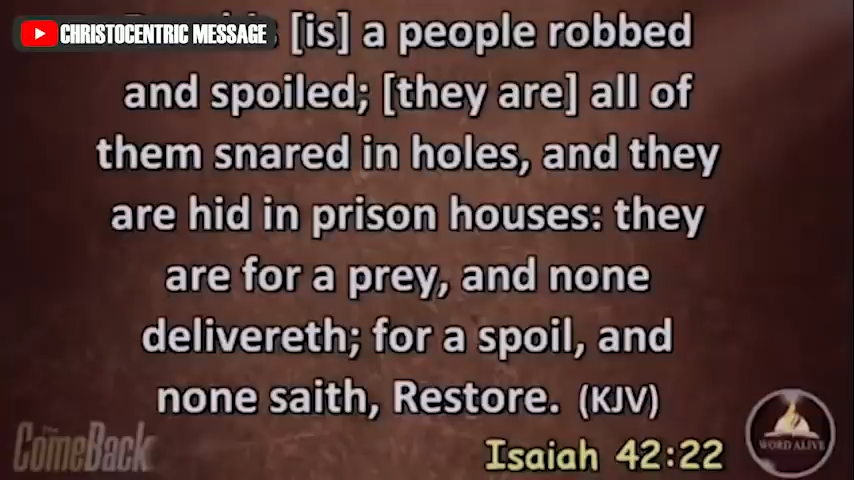 CHRISTOCENTRIC MESSAGE
[is] a people robbed
and spoiled; [they are] all of
them snared in holes, and they
are hid in prison houses: they
are for a prey, and none
delivereth; for a spoil, and
none saith, Restore. (KJV)
Isaiah 42:22
The
ComeBack
WORD ALIVE